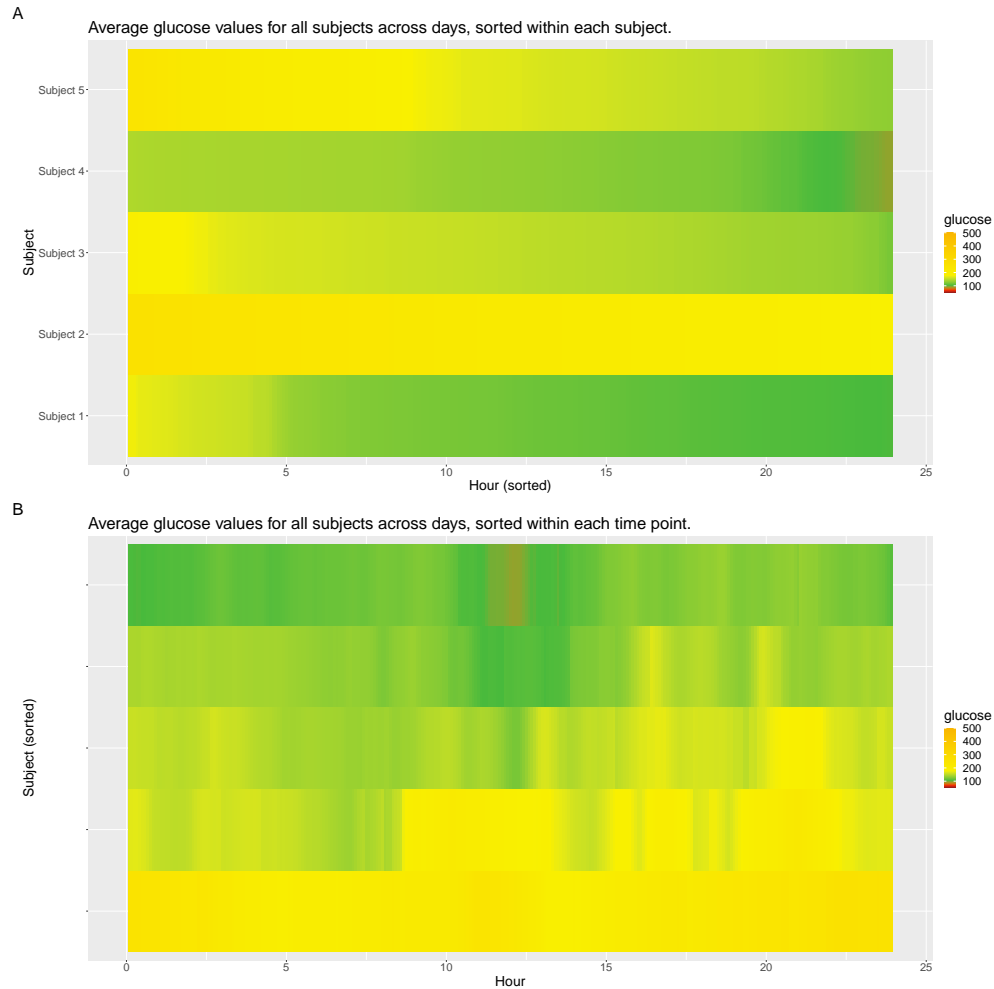 A
Average glucose values for all subjects across days, sorted within each subject.
Subject
Subject 5
Subject 4
Subject 3
Subject 2
Subject 1
0 5 10 15 20 25
Hour (sorted)
glucose
500
400
300
200
100
B
Average glucose values for all subjects across days, sorted within each time point.
Subject (sorted)
0 5 10 15 20 25
Hour
glucose
500
400
300
200
100